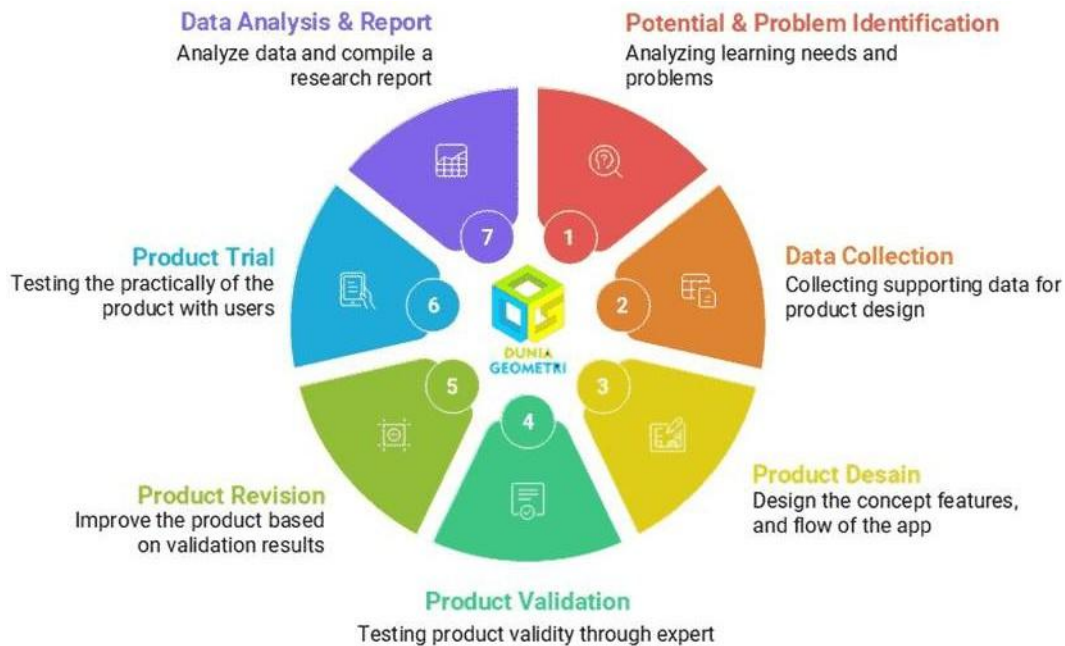 Potential & Problem Identification
Analyzing learning needs and
problems
1
Data Collection
Collecting supporting data for
product design
2
Product Desain
Design the concept features,
and flow of the app
3
Product Validation
Testing product validity through expert
4
Product Revision
Improve the product based
on validation results
5
Product Trial
Testing the practically of the
product with users
6
Data Analysis & Report
Analyze data and compile a
research report
7
DUNIA
GEOMETRI